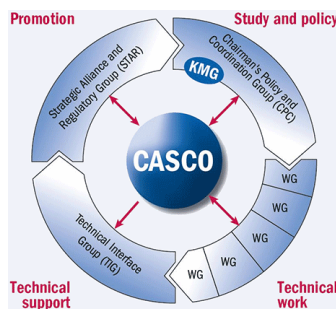 Promotion
Study and policy
Strategic Alliance and
Regulatory Group (STAR)
KMG
Chairman's Policy and
Coordination Group (CPC)
CASCO
WG
WG
WG
WG
WG
Technical Interface
Group (TIG)
Technical
support
Technical
work